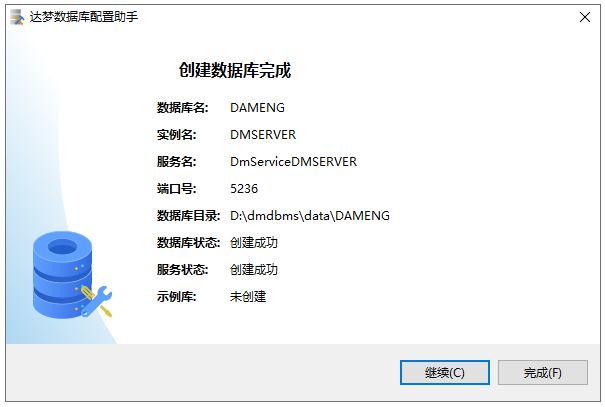 达梦数据库配置助手
创建数据库完成
数据库名: DAMENG
实例名: DMSERVER
服务名: DmServiceDMSERVER
端口号: 5236
数据库目录: D:\dmdbms\data\DAMENG
数据库状态: 创建成功
服务状态: 创建成功
示例库: 未创建
继续(C) 完成(F)